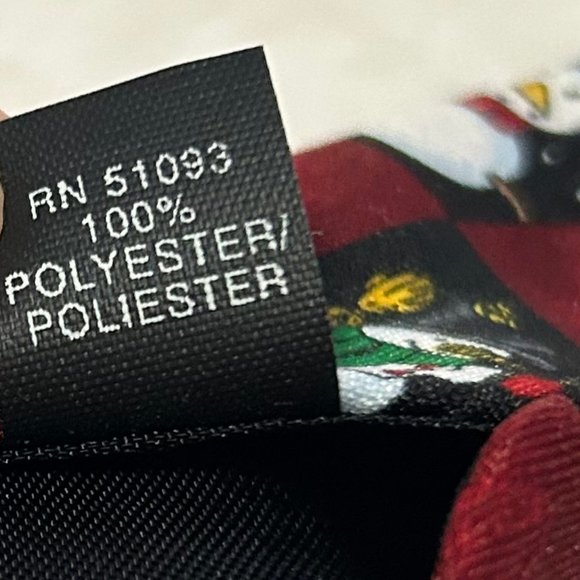 RN 51093
100%
POLYESTER/
POLIESTER